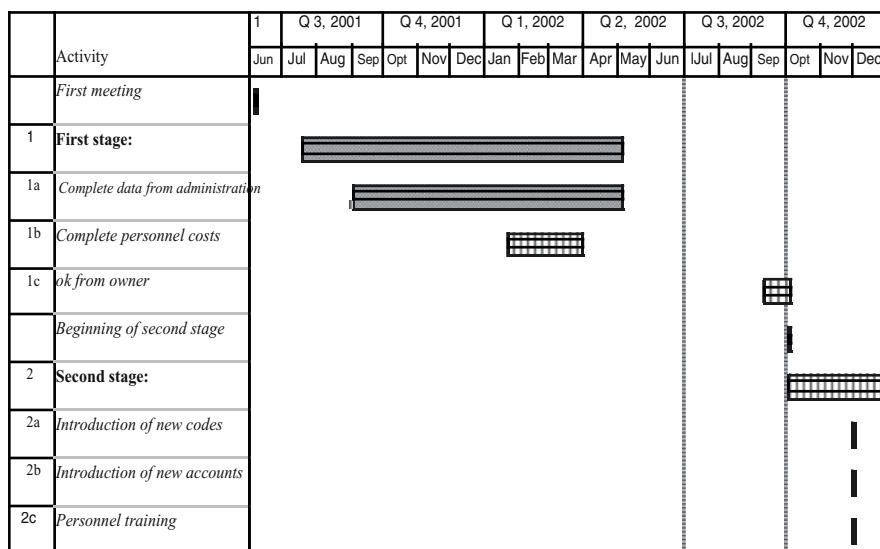 1 Q 3, 2001 Q 4, 2001 Q 1, 2002 Q 2, 2002 Q 3, 2002 Q 4, 2002
Activity Jun Jul Aug Sep Opt Nov Dec Jan Feb Mar Apr May Jun lJul Aug Sep Opt Nov Dec
First meeting
1 First stage:
1a Complete data from administration
1b Complete personnel costs
1c ok from owner
Beginning of second stage
2 Second stage:
2a Introduction of new codes
2b Introduction of new accounts
2c Personnel training